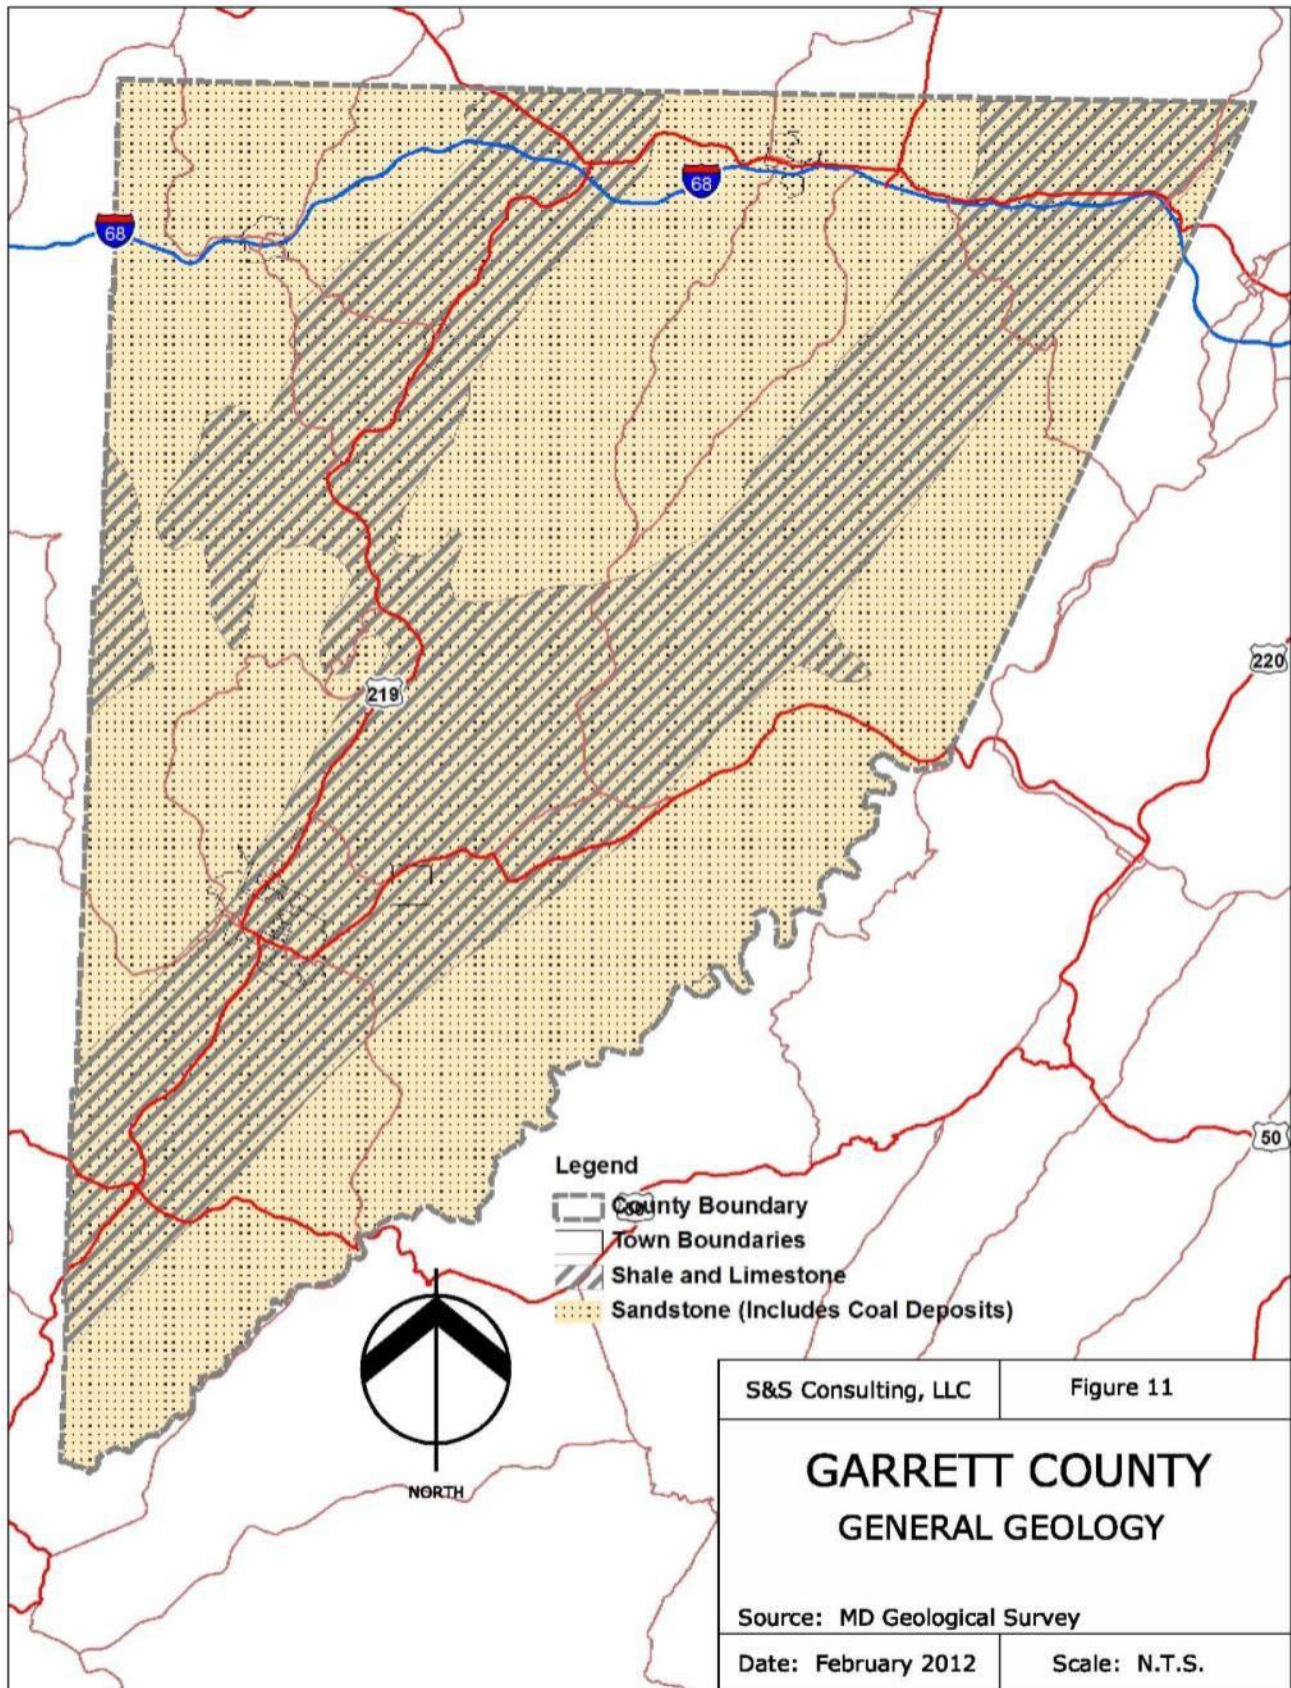 68
68
219
220
50
Legend
County Boundary
Town Boundaries
Shale and Limestone
Sandstone (Includes Coal Deposits)
NORTH
S&S Consulting, LLC
Figure 11
GARRETT COUNTY
GENERAL GEOLOGY
Source: MD Geological Survey
Date: February 2012
Scale: N.T.S.